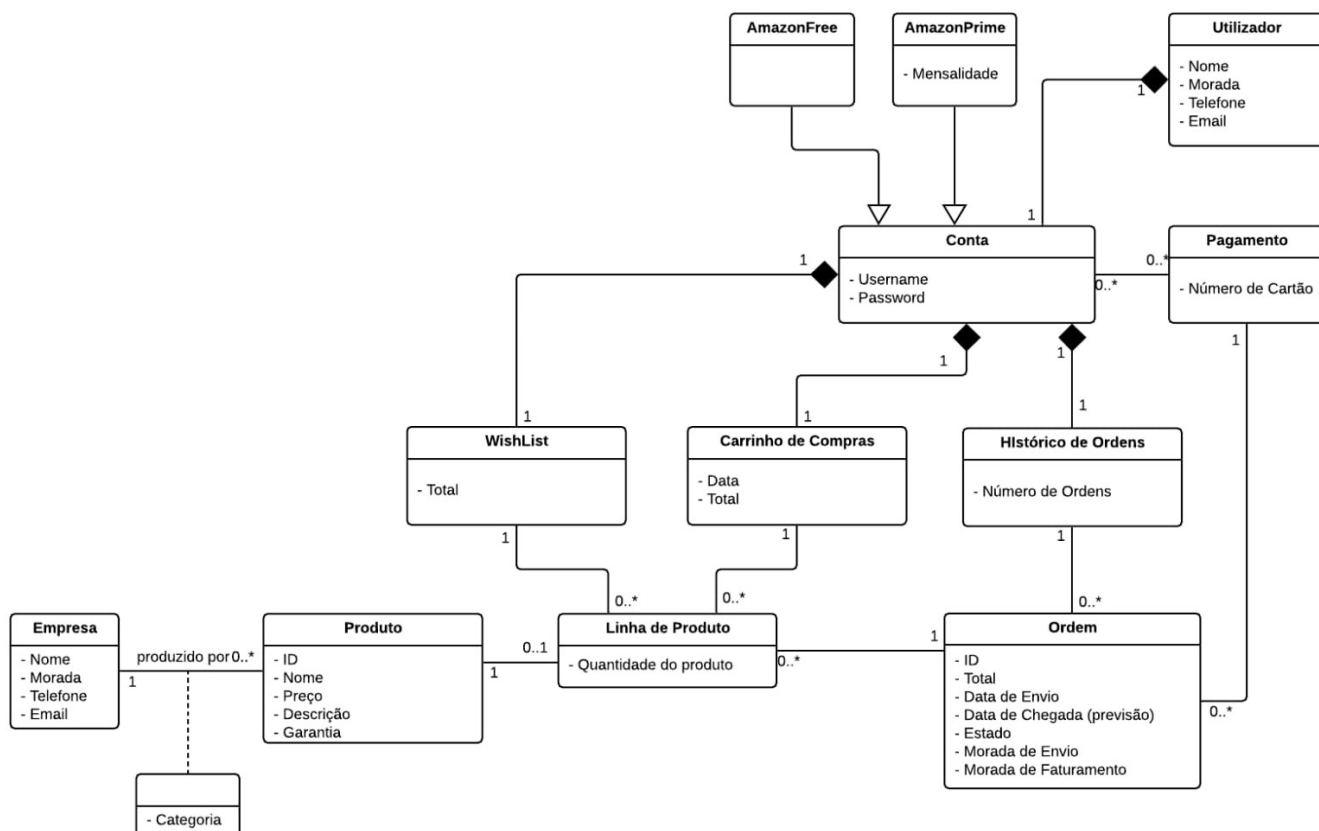 AmazonFree
AmazonPrime
- Mensalidade
Utilizador
- Nome
- Morada
- Telefone
- Email
1
1
Conta
- Username
- Password
1
0..*
0..*
Pagamento
- Número de Cartão
1
1
1
1
1
1
WishList
- Total
Carrinho de Compras
- Data
- Total
HIstórico de Ordens
- Número de Ordens
1
1
1
0..*
0..*
0..*
Empresa
- Nome
- Morada
- Telefone
- Email
produzido por 0..*
1
Produto
- ID
- Nome
- Preço
- Descrição
- Garantia
0..1
1
Linha de Produto
- Quantidade do produto
1
0..*
Ordem
- ID
- Total
- Data de Envio
- Data de Chegada (previsão)
- Estado
- Morada de Envio
- Morada de Faturamento
0..*
- Categoria